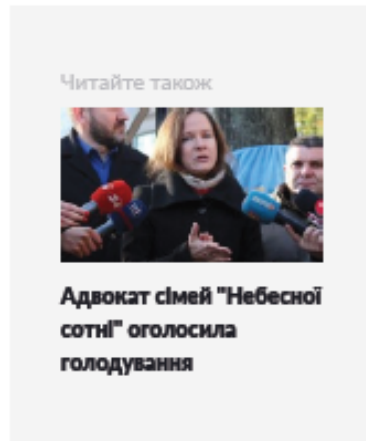 Читайте також
Адвокат сімей "Небесної
сотні" оголосила
голодування